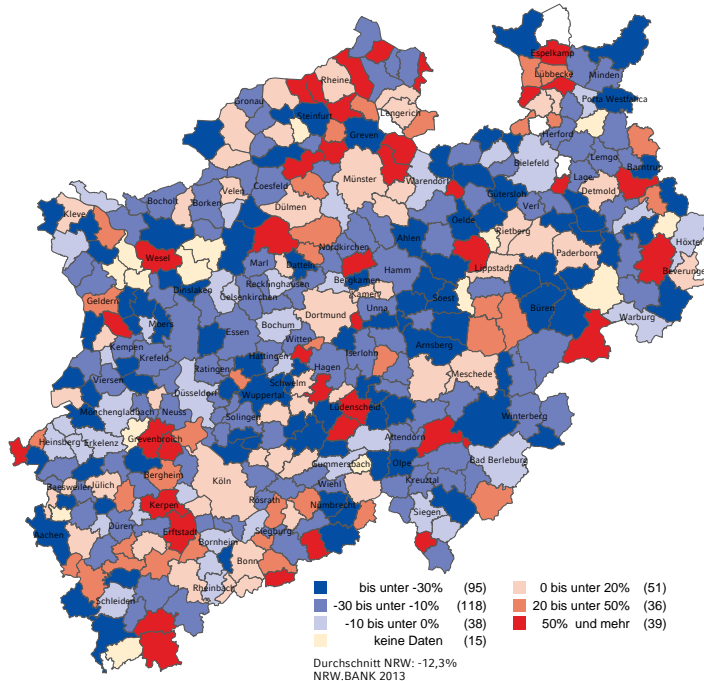 Espelkamp
Rheine
Lübbecke
Minden
Gronau
Porta Westfalica
Steinfurt
Lengerich
Greven
Herford
Bielefeld
Lemgo
Barntrup
Coesfeld
Münster
Warendorf
Lage
Velen
Gütersloh
Detmold
Bocholt
Borken
Dülmen
Verl
Kleve
Oelde
Rietberg
Ahlen
Höxter
Nordkirchen
Paderborn
Wesel
Marl
Datteln
Hamm
Lippstadt
Beverungen
Dinslaken
Recklinghausen
Bergkamen
Geldern
Gelsenkirchen
Kamen
Soest
Büren
Moers
Dortmund
Unna
Warburg
Essen
Bochum
Kempen
Witten
Arnsberg
Krefeld
Hattingen
Iserlohn
Ratingen
Hagen
Meschede
Viersen
Schwelm
Düsseldorf
Wuppertal
Mönchengladbach
Neuss
Lüdenscheid
Solingen
Winterberg
Heinsberg
Erkelenz
Grevenbroich
Attendorn
Bad Berleburg
Gummersbach
Olpe
Bergheim
Köln
Baesweiler
Jülich
Wiehl
Kreuztal
Rösrath
Kerpen
Nümbrecht
Siegen
Düren
Erftstadt
Siegburg
Aachen
Bornheim
Bonn
Rheinbach
Schleiden
bis unter -30% (95)
-30 bis unter -10% (118)
-10 bis unter 0% (38)
keine Daten (15)
0 bis unter 20% (51)
20 bis unter 50% (36)
50% und mehr (39)
Durchschnitt NRW: -12,3%
NRW.BANK 2013